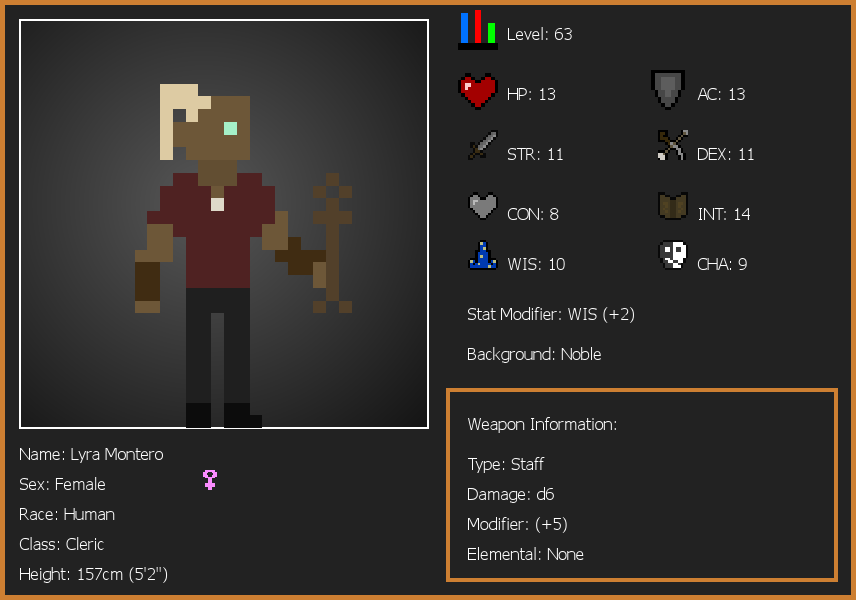 Level: 63
HP: 13
AC: 13
STR: 11
DEX: 11
CON: 8
INT: 14
WIS: 10
CHA: 9
Stat Modifier: WIS (+2)
Background: Noble
Weapon Information:
Type: Staff
Damage: d6
Modifier: (+5)
Elemental: None
Name: Lyra Montero
Sex: Female
Race: Human
Class: Cleric
Height: 157cm (5'2")